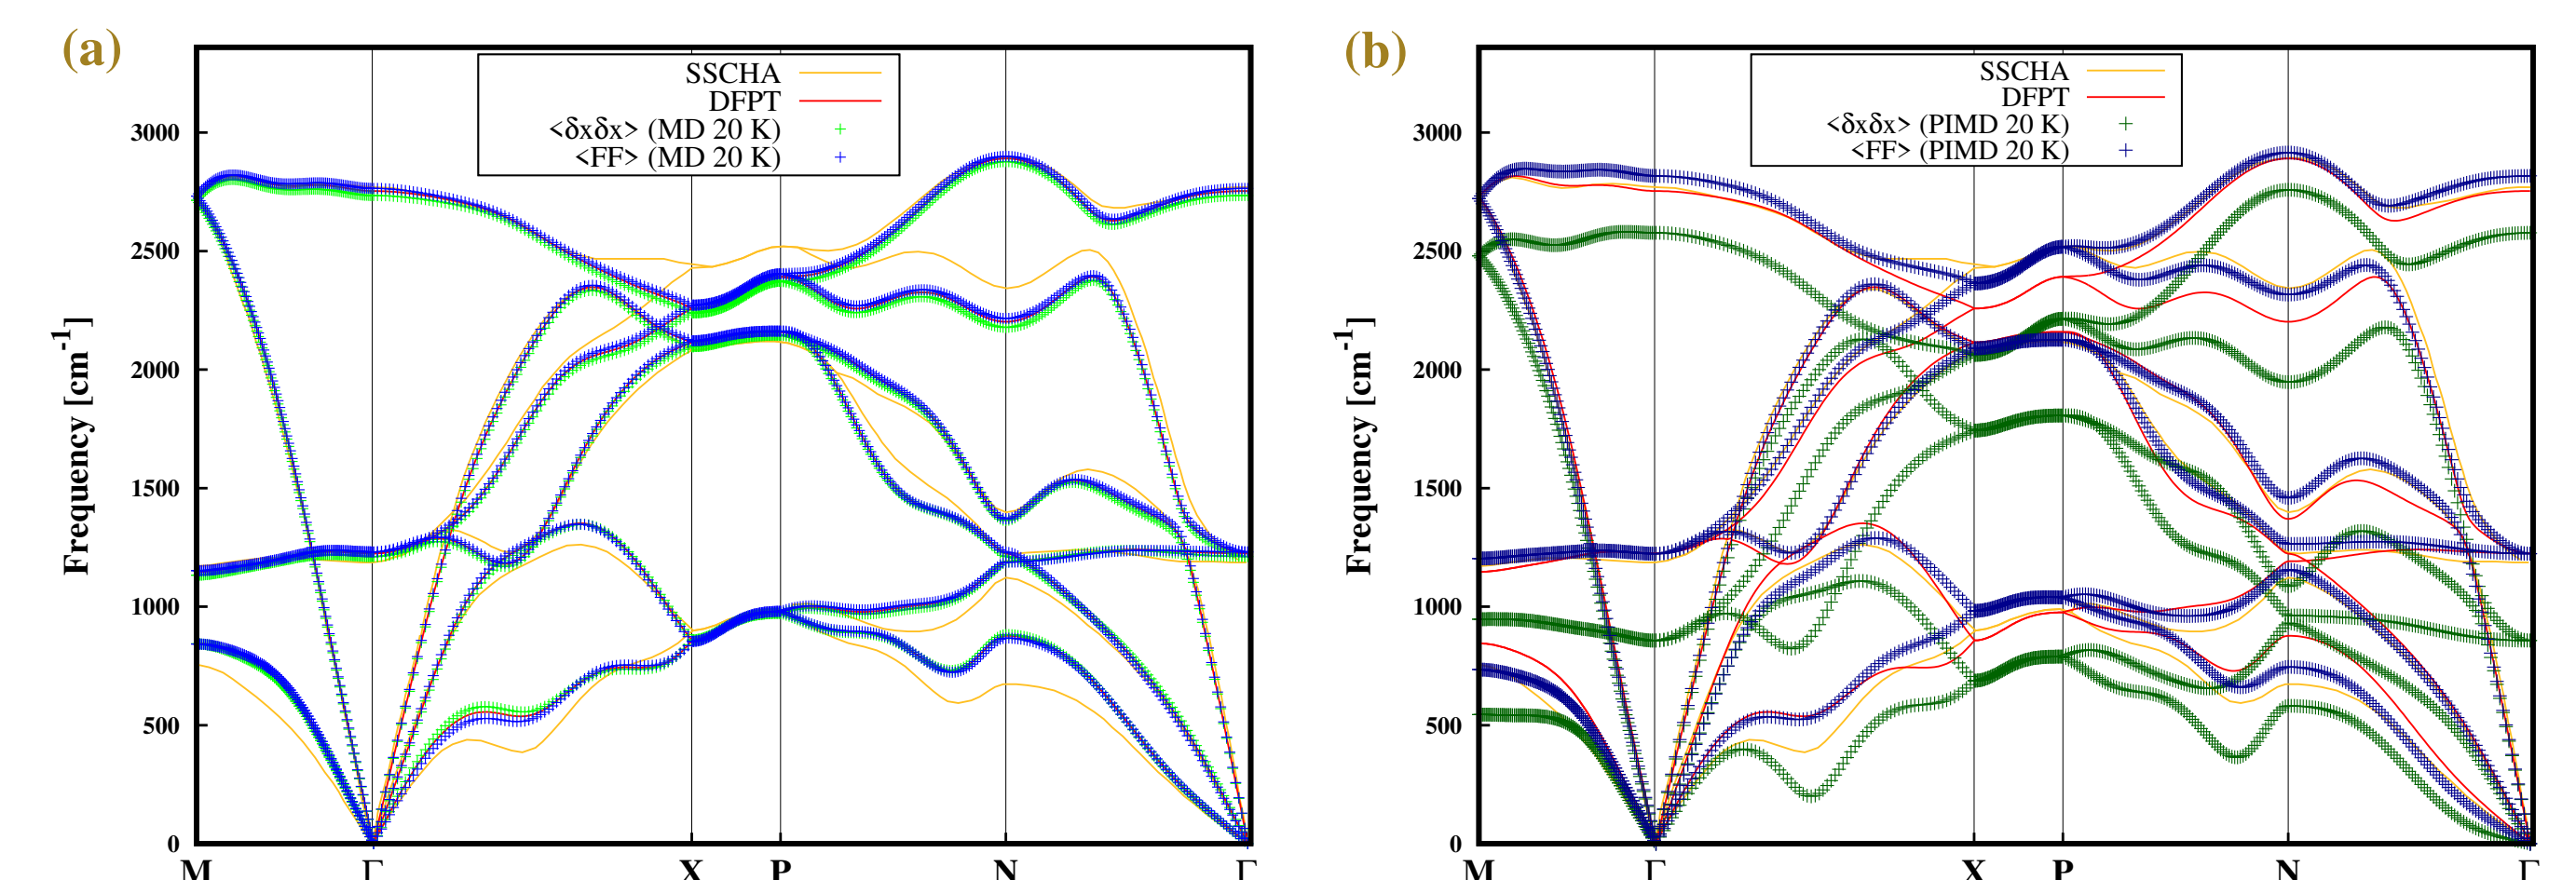 (a)
SSCHA
DFPT
<δxδx> (MD 20 K)
<FF> (MD 20 K)
Frequency [cm-1]
3000
2500
2000
1500
1000
500
0
M Γ X P N Γ
(b)
SSCHA
DFPT
<δxδx> (PIMD 20 K)
<FF> (PIMD 20 K)
Frequency [cm-1]
3000
2500
2000
1500
1000
500
0
M Γ X P N Γ